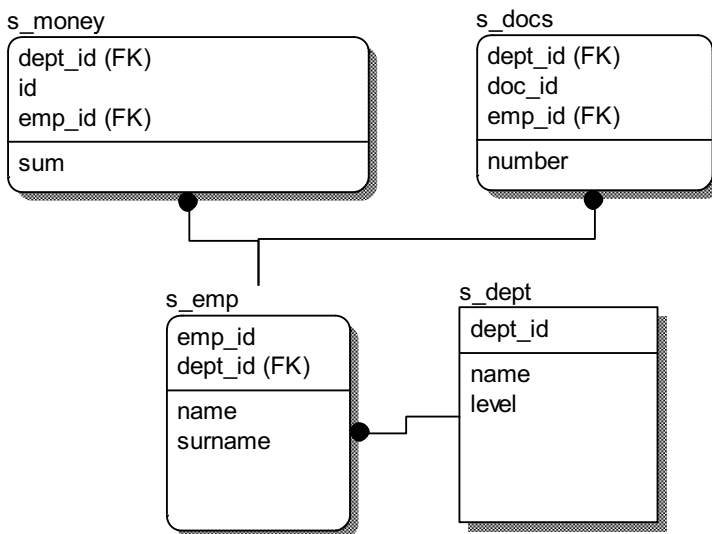 s_money
dept_id (FK)
id
emp_id (FK)
sum
s_docs
dept_id (FK)
doc_id
emp_id (FK)
number
s_emp
emp_id
dept_id (FK)
name
surname
s_dept
dept_id
name
level